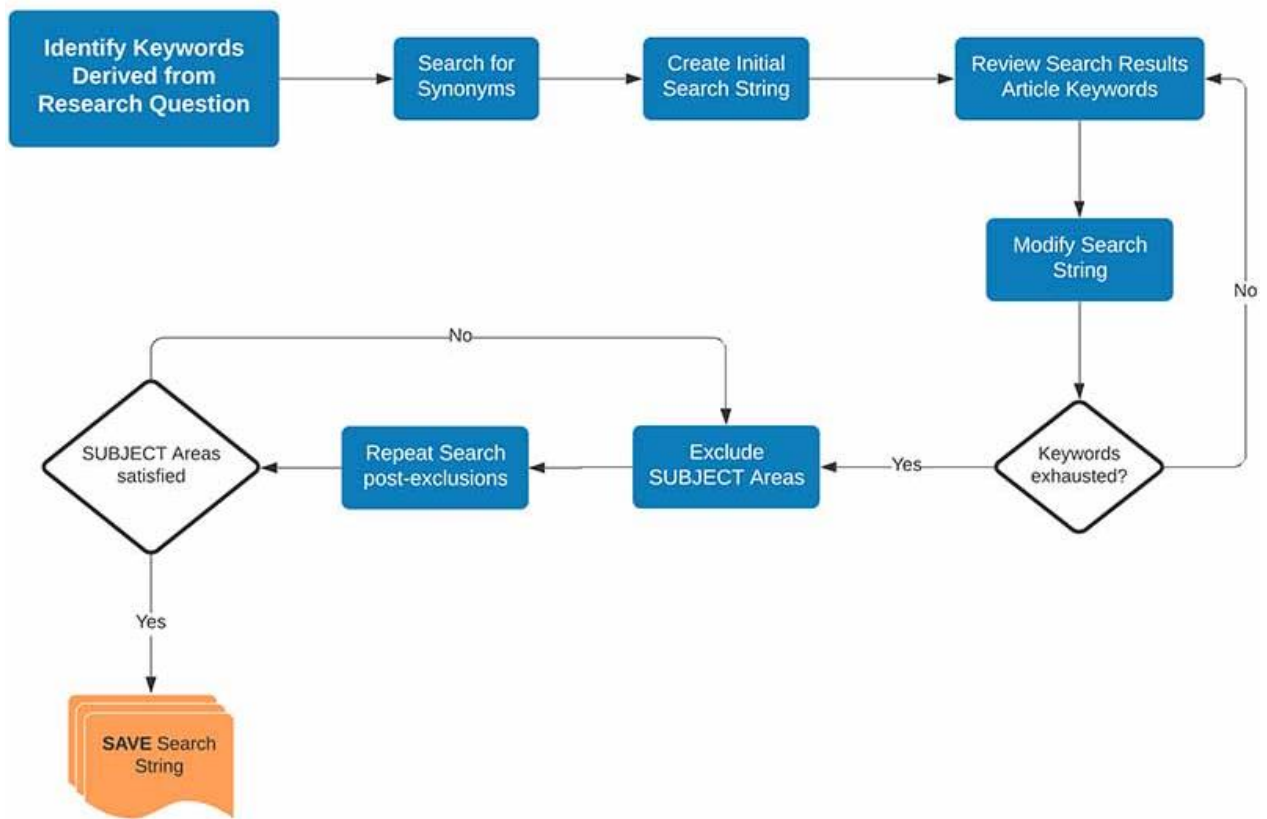 Identify Keywords
Derived from
Research Question
Search for
Synonyms
Create Initial
Search String
Review Search Results
Article Keywords
Modify Search
String
No
Keywords
exhausted?
Yes
Exclude
SUBJECT Areas
Repeat Search
post-exclusions
SUBJECT Areas
satisfied
No
Yes
SAVE Search
String